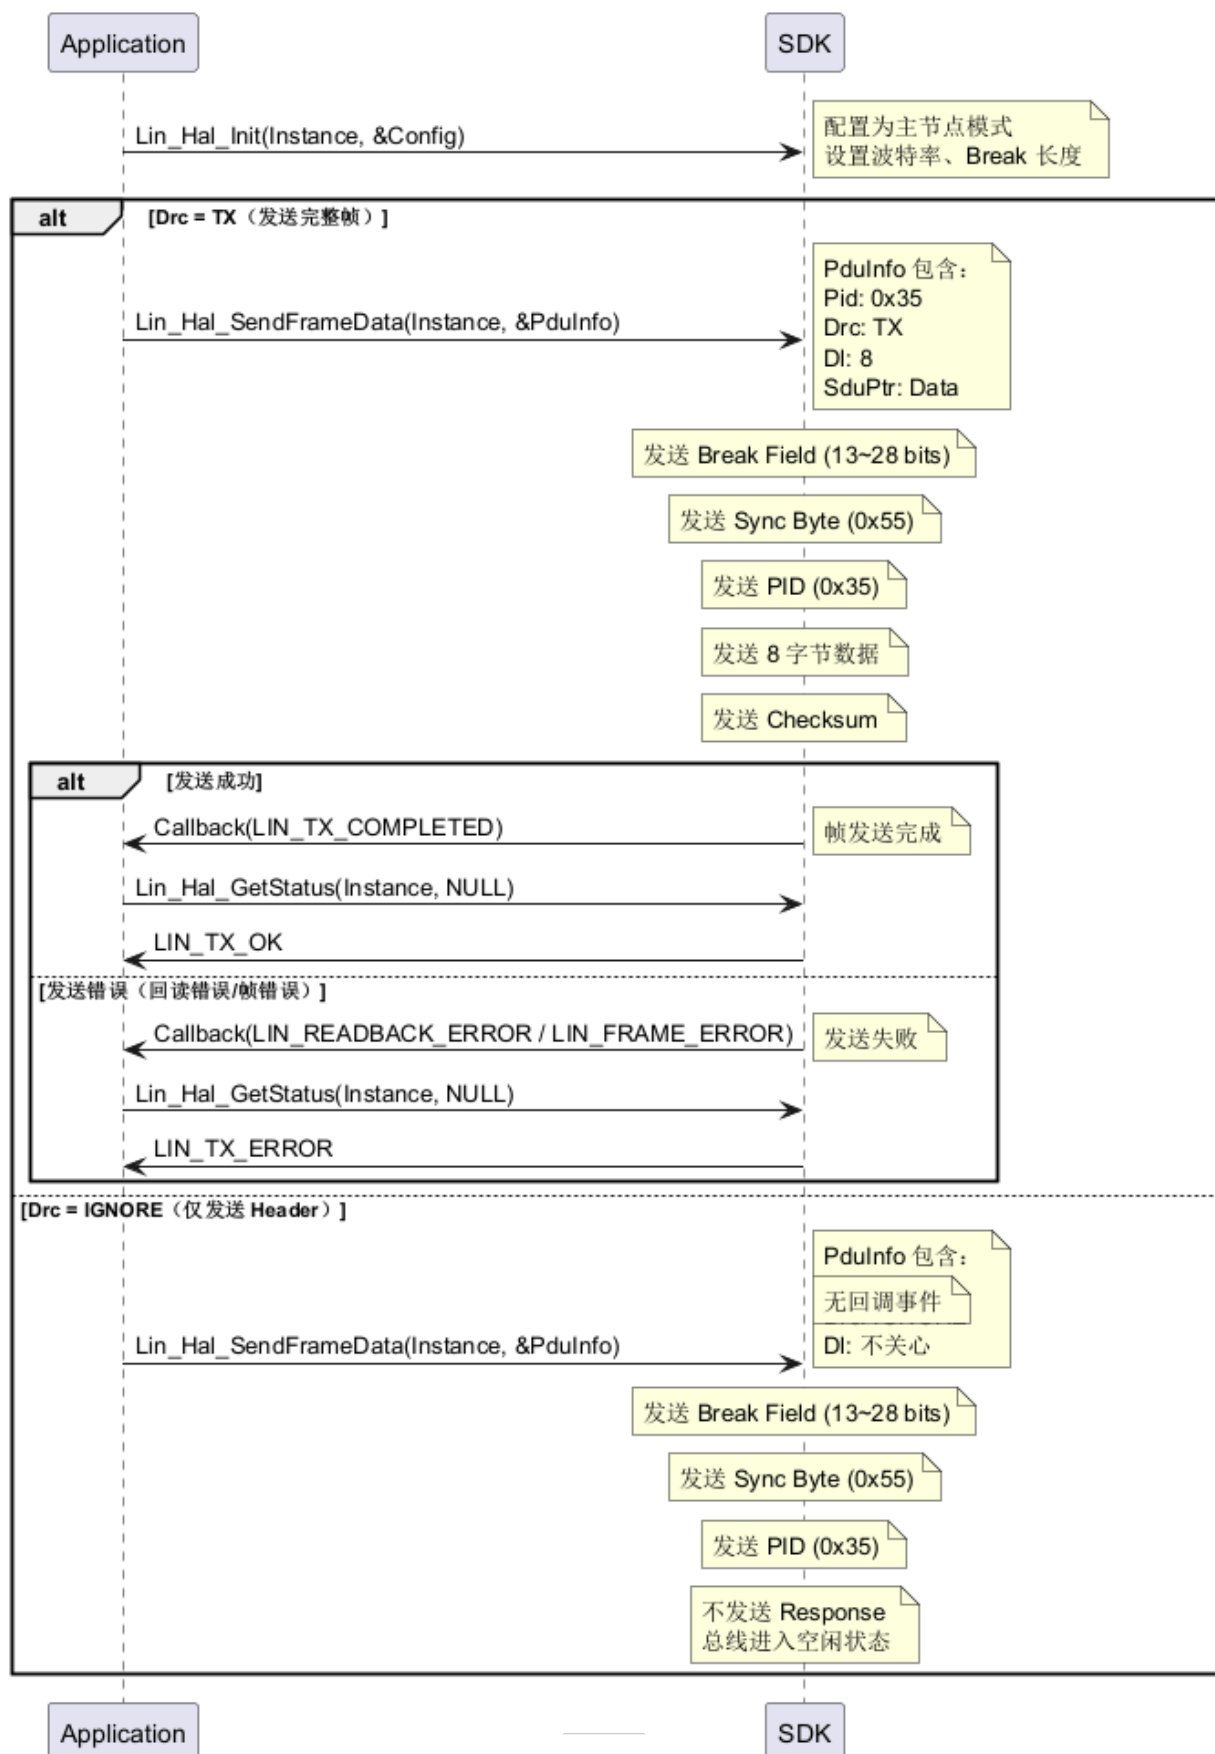 Application
SDK
Lin_Hal_Init(Instance, &Config)
配置为主节点模式
设置波特率、Break 长度
alt
[Drc = TX（发送完整帧）]
PduInfo 包含：
Pid: 0x35
Drc: TX
Dl: 8
SduPtr: Data
Lin_Hal_SendFrameData(Instance, &PduInfo)
发送 Break Field (13~28 bits)
发送 Sync Byte (0x55)
发送 PID (0x35)
发送 8 字节数据
发送 Checksum
alt
[发送成功]
Callback(LIN_TX_COMPLETED)
帧发送完成
Lin_Hal_GetStatus(Instance, NULL)
LIN_TX_OK
[发送错误（回读错误/帧错误）]
Callback(LIN_READBACK_ERROR / LIN_FRAME_ERROR)
发送失败
Lin_Hal_GetStatus(Instance, NULL)
LIN_TX_ERROR
[Drc = IGNORE（仅发送 Header）]
PduInfo 包含：
无回调事件
Dl: 不关心
Lin_Hal_SendFrameData(Instance, &PduInfo)
发送 Break Field (13~28 bits)
发送 Sync Byte (0x55)
发送 PID (0x35)
不发送 Response
总线进入空闲状态
Application
SDK